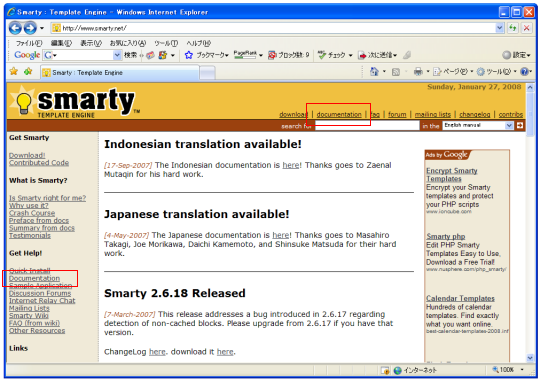 Smarty : Template Engine - Windows Internet Explorer
http://www.smarty.net/
ファイル(F) 編集(E) 表示(V) お気に入り(A) ツール(T) ヘルプ(H)
Google G 検索 ブックマーク PageRank ブロック数: 9 チェック 次に送信 設定
Smarty : Template Engine ページ(P) ツール(O)
Sunday, January 27, 2008
smarty TM
TEMPLATE ENGINE
download | documentation | faq | forum | mailing lists | changelog | contribs
search for in the English manual
Get Smarty
Download!
Contributed Code
What is Smarty?
Is Smarty right for me?
Why use it?
Crash Course
Preface from docs
Summary from docs
Testimonials
Get Help!
Quick Install
Documentation
Sample Application
Discussion Forums
Internet Relay Chat
Mailing Lists
Smarty Wiki
FAQ (from wiki)
Other Resources
Links
Indonesian translation available!
[17-Sep-2007] The Indonesian documentation is here! Thanks goes to Zaenal
Mutaqin for his hard work.
Japanese translation available!
[4-May-2007] The Japanese documentation is here! Thanks goes to Masahiro
Takagi, Joe Morikawa, Daichi Kamemoto, and Shinsuke Matsuda for their hard
work.
Smarty 2.6.18 Released
[7-March-2007] This release addresses a bug introduced in 2.6.17 regarding
detection of non-cached blocks. Please upgrade from 2.6.17 if you have that
version.
ChangeLog here. download it here.
Ads by Google
Encrypt Smarty
Templates
Encrypt your Smarty
templates and protect
your PHP scripts
www.ioncube.com
Smarty php
Edit PHP Smarty
Templates Easy to Use,
Download a Free Trial!
www.nusphere.com/php_smarty/
Calendar Templates
Hundreds of calendar
templates. Find exactly
what you want online.
best-calendar-templates-2008.inf
インターネット 100%